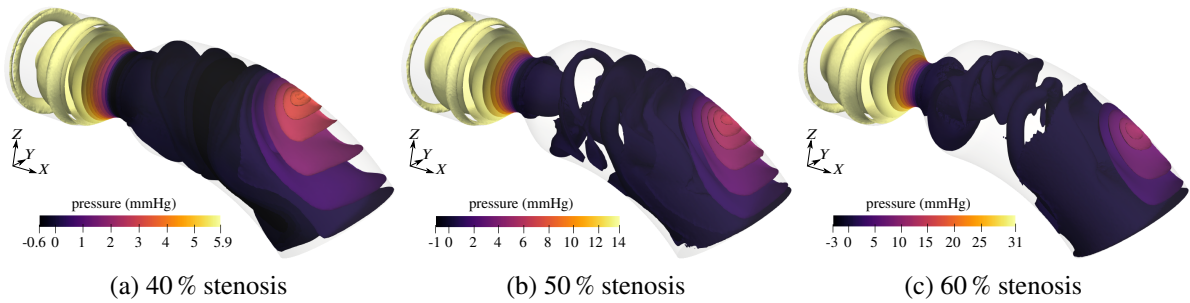 Z
Y
X
pressure (mmHg)
-0.6 0 1 2 3 4 5 5.9
(a) 40 % stenosis
Z
Y
X
pressure (mmHg)
-1 0 2 4 6 8 10 12 14
(b) 50 % stenosis
Z
Y
X
pressure (mmHg)
-3 0 5 10 15 20 25 31
(c) 60 % stenosis